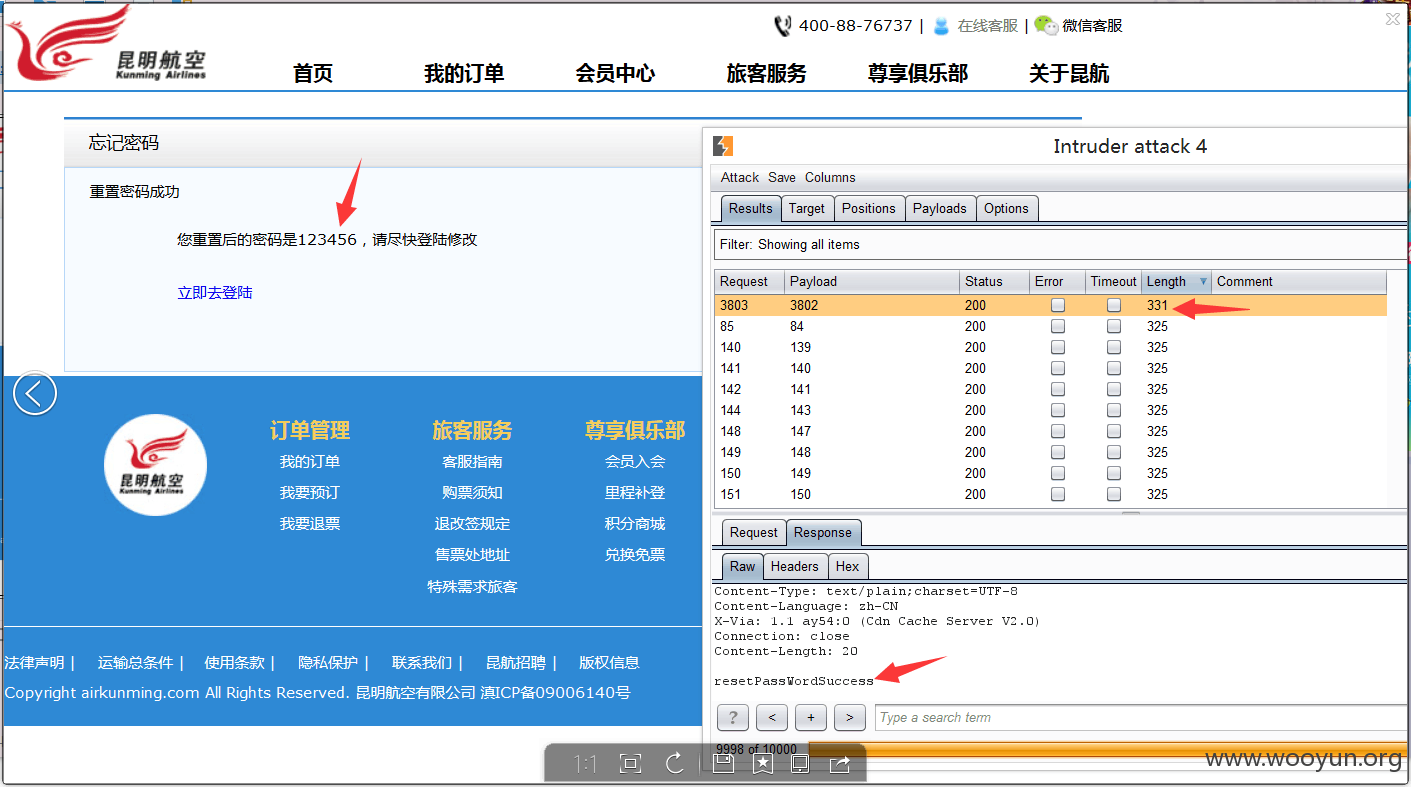 400-88-76737 | 在线客服 | 微信客服
昆明航空
Kunming Airlines
首页 我的订单 会员中心 旅客服务 尊享俱乐部 关于昆航
忘记密码
重置密码成功
您重置后的密码是123456，请尽快登陆修改
立即去登陆
订单管理 旅客服务 尊享俱乐部
我的订单 客服指南 会员入会
我要预订 购票须知 里程补登
我要退票 退改签规定 积分商城
售票处地址 兑换免票
特殊需求旅客
昆明航空
Kunming Airlines
法律声明 | 运输总条件 | 使用条款 | 隐私保护 | 联系我们 | 昆航招聘 | 版权信息
Copyright airkunming.com All Rights Reserved. 昆明航空有限公司 滇ICP备09006140号
Intruder attack 4
Attack Save Columns
Results Target Positions Payloads Options
Filter: Showing all items
Request Payload Status Error Timeout Length Comment
3803 3802 200 331
85 84 200 325
140 139 200 325
141 140 200 325
142 141 200 325
144 143 200 325
148 147 200 325
149 148 200 325
150 149 200 325
151 150 200 325
Request Response
Raw Headers Hex
Content-Type: text/plain;charset=UTF-8
Content-Language: zh-CN
X-Via: 1.1 ay54:0 (Cdn Cache Server V2.0)
Connection: close
Content-Length: 20
resetPassWordSuccess
? < + > Type a search term
9998 of 10000
1:1
www.wooyun.org